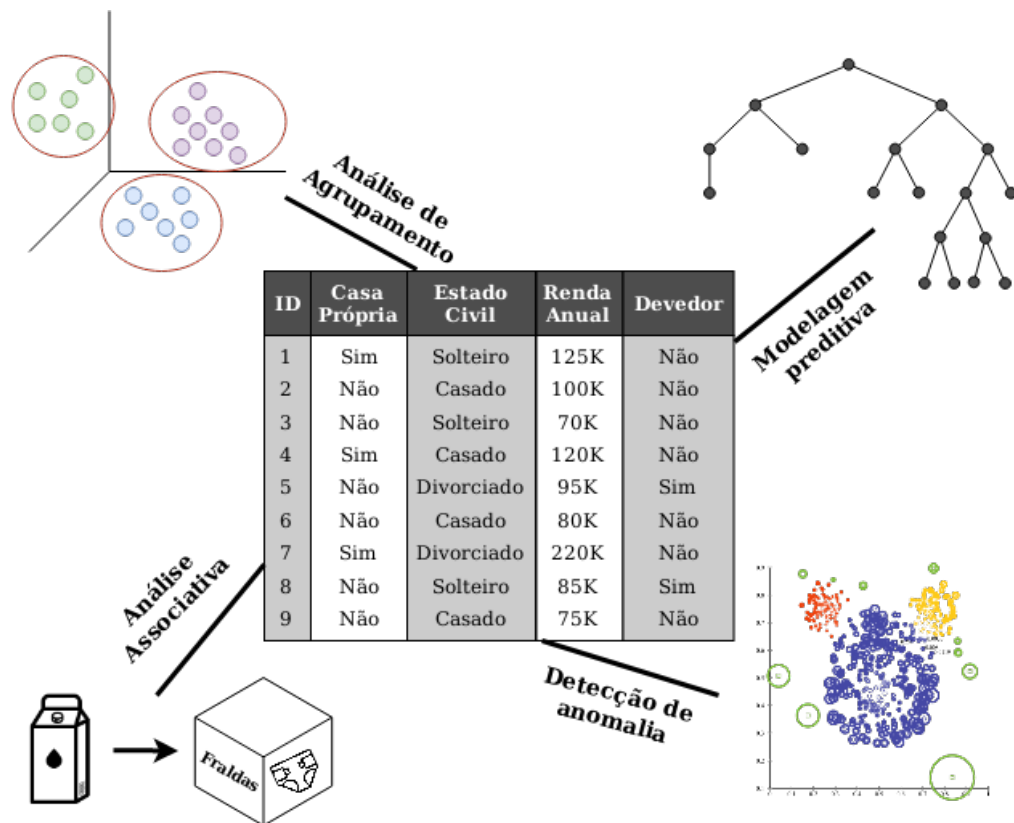 Análise de
Agrupamento
Modelagem
preditiva
ID Casa Própria Estado Civil Renda Anual Devedor
1 Sim Solteiro 125K Não
2 Não Casado 100K Não
3 Não Solteiro 70K Não
4 Sim Casado 120K Não
5 Não Divorciado 95K Sim
6 Não Casado 80K Não
7 Sim Divorciado 220K Não
8 Não Solteiro 85K Sim
9 Não Casado 75K Não
Análise
Associativa
Detecção de
anomalia
Fraldas